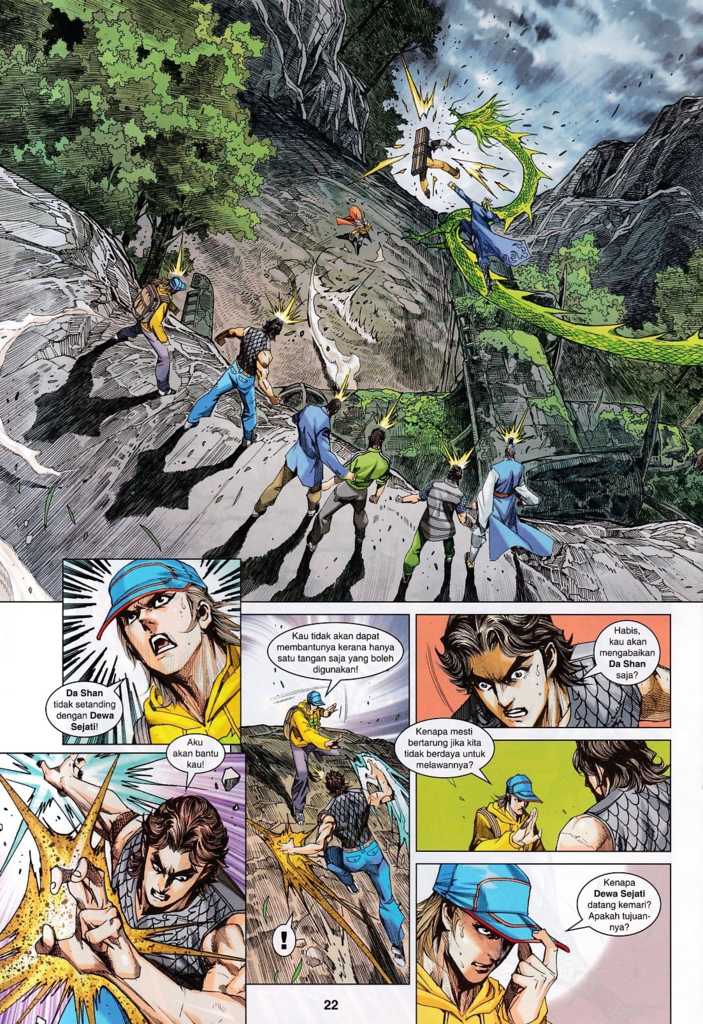 Da Shan
tidak setanding
dengan Dewa
Sejati!
Aku
akan bantu
kau!
Kau tidak akan dapat
membantunya kerana hanya
satu tangan saja yang boleh
digunakan!
!
Habis,
kau akan
mengabaikan
Da Shan
saja?
Kenapa mesti
bertarung jika kita
tidak berdaya untuk
melawannya?
Kenapa
Dewa Sejati
datang kemari?
Apakah tujuan-
nya?
22